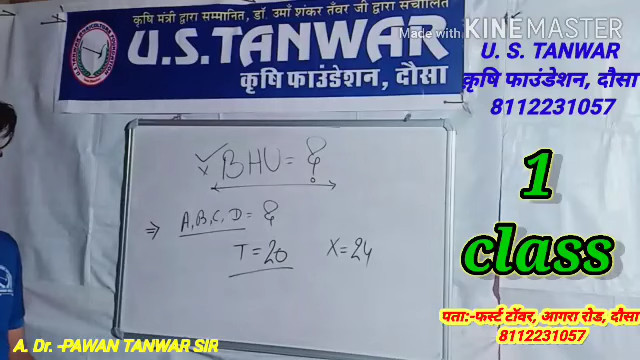 कृषि मंत्री द्वारा सम्मानित, डॉ. उमाँ शंकर तँवर जी द्वारा संचालित
Made with KINEMASTER
U.S.TANWAR
कृषि फाउंडेशन, दौसा
U. S. TANWAR
कृषि फाउंडेशन, दौसा
8112231057
BHU = ?
⇒ A, B, C, D = ?
T = 20 X = 24
1
class
पता:-फर्स्ट टॉवर, आगरा रोड, दौसा
8112231057
A. Dr. -PAWAN TANWAR SIR